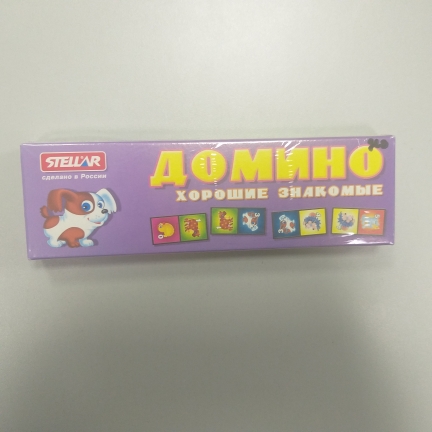 STELLAR
сделано в России
ДОМИНО
ХОРОШИЕ ЗНАКОМЫЕ